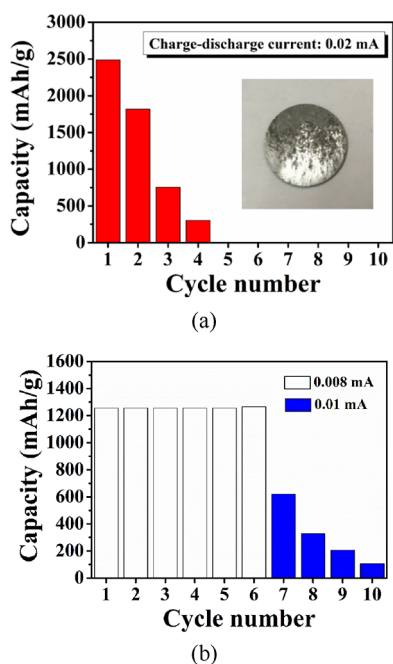 3000
Charge-discharge current: 0.02 mA
2500
2000
1500
1000
500
0
Capacity (mAh/g)
1 2 3 4 5 6 7 8 9 10
Cycle number
(a)
1600
0.008 mA
1400
0.01 mA
1200
1000
800
600
400
200
0
Capacity (mAh/g)
1 2 3 4 5 6 7 8 9 10
Cycle number
(b)